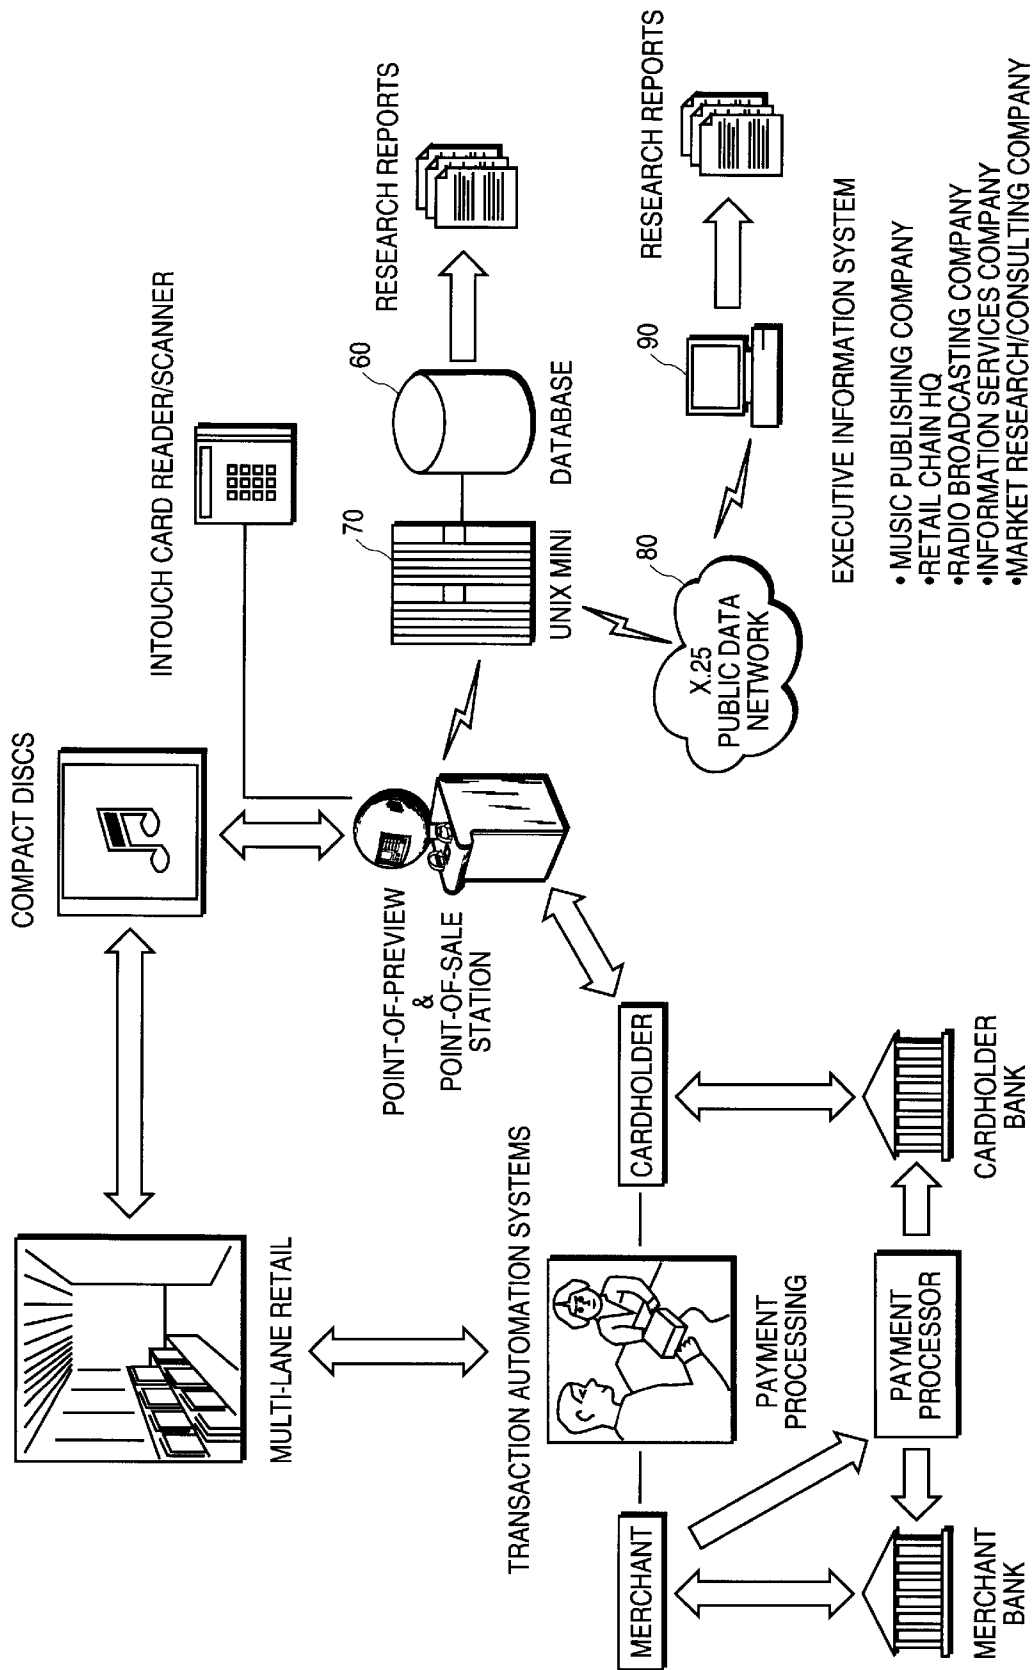 COMPACT DISCS
INTOUCH CARD READER/SCANNER
MULTI-LANE RETAIL
POINT-OF-PREVIEW
&
POINT-OF-SALE
STATION
70
UNIX MINI
60
DATABASE
RESEARCH REPORTS
TRANSACTION AUTOMATION SYSTEMS
MERCHANT
PAYMENT
PROCESSING
CARDHOLDER
80
X.25
PUBLIC DATA
NETWORK
90
RESEARCH REPORTS
EXECUTIVE INFORMATION SYSTEM
• MUSIC PUBLISHING COMPANY
• RETAIL CHAIN HQ
• RADIO BROADCASTING COMPANY
• INFORMATION SERVICES COMPANY
• MARKET RESEARCH/CONSULTING COMPANY
MERCHANT
BANK
PAYMENT
PROCESSOR
CARDHOLDER
BANK